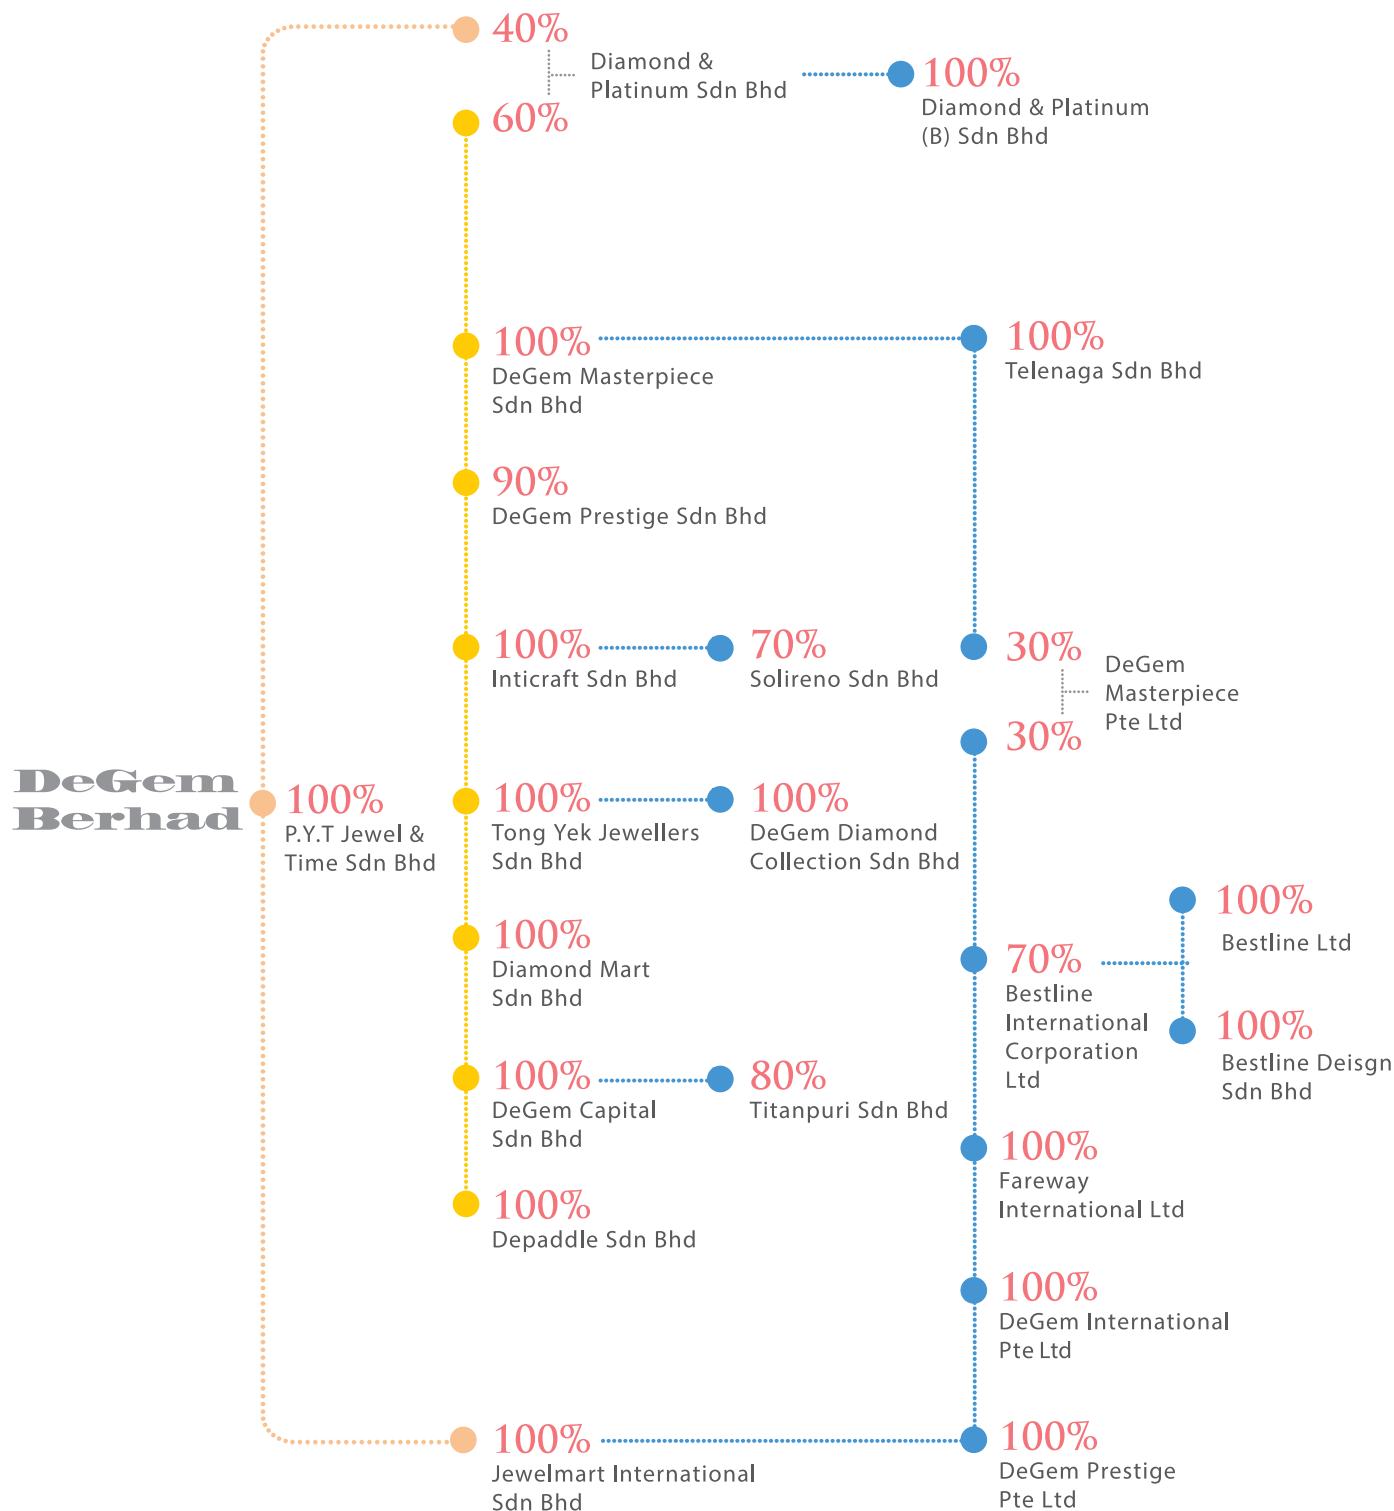 DeGem
Berhad
100%
P.Y.T Jewel &
Time Sdn Bhd
40%
Diamond &
Platinum Sdn Bhd
60%
100%
Diamond & Platinum
(B) Sdn Bhd
100%
DeGem Masterpiece
Sdn Bhd
100%
Telenaga Sdn Bhd
90%
DeGem Prestige Sdn Bhd
100%
Inticraft Sdn Bhd
70%
Solireno Sdn Bhd
30%
DeGem
Masterpiece
Pte Ltd
30%
100%
Tong Yek Jewellers
Sdn Bhd
100%
DeGem Diamond
Collection Sdn Bhd
100%
Diamond Mart
Sdn Bhd
70%
Bestline
International
Corporation
Ltd
100%
Bestline Ltd
100%
Bestline Deisgn
Sdn Bhd
100%
DeGem Capital
Sdn Bhd
80%
Titanpuri Sdn Bhd
100%
Fareway
International Ltd
100%
Depaddle Sdn Bhd
100%
DeGem International
Pte Ltd
100%
Jewelmart International
Sdn Bhd
100%
DeGem Prestige
Pte Ltd